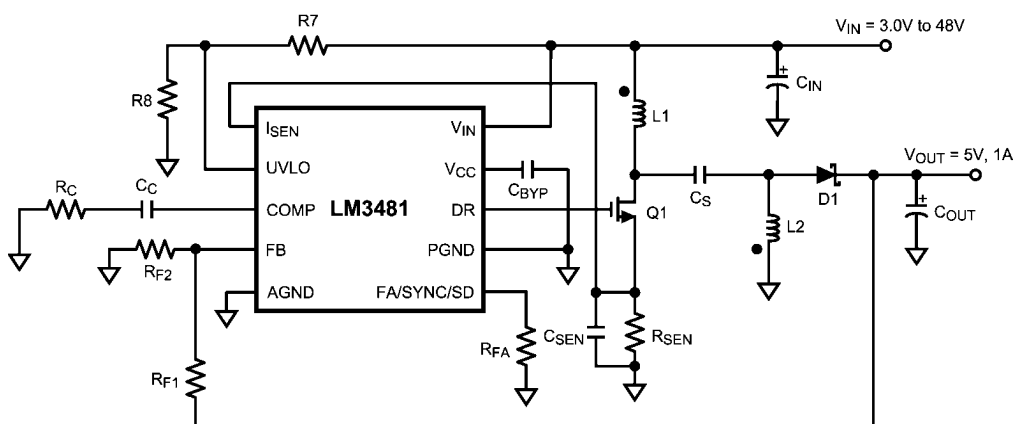 R7
VIN = 3.0V to 48V
R8
CIN
L1
ISEN
VIN
UVLO
VCC
CBYP
VOUT = 5V, 1A
RC
CC
COMP
LM3481
DR
Q1
CS
D1
COUT
L2
RF2
FB
PGND
AGND
FA/SYNC/SD
RFA
CSEN
RSEN
RF1